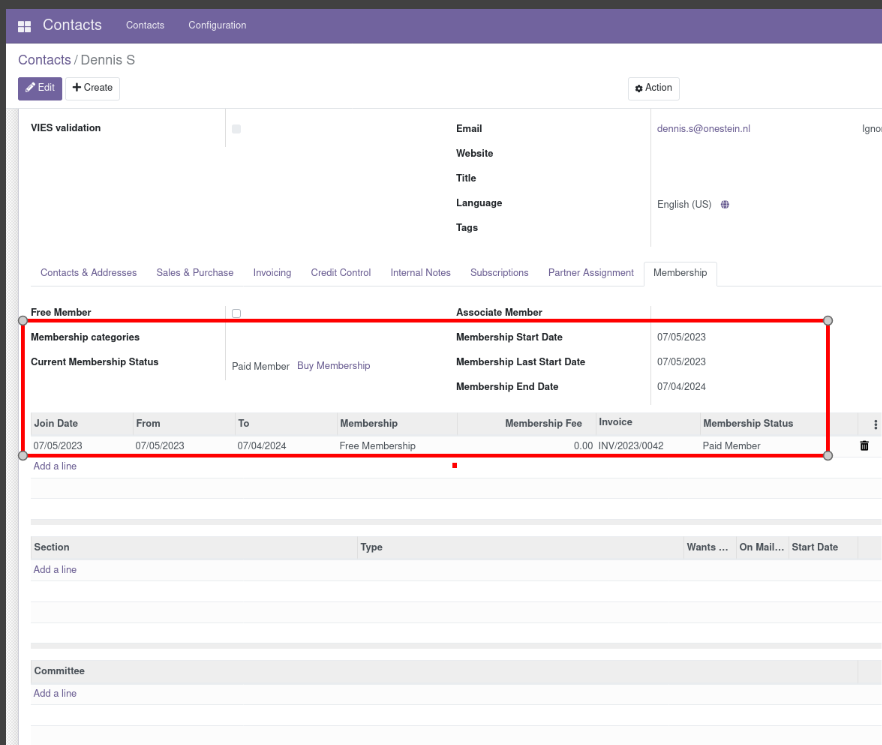 Contacts Contacts Configuration
Contacts / Dennis S
Edit Create Action
VIES validation Email dennis.s@onestein.nl
Website
Title
Language English (US)
Tags
Contacts & Addresses Sales & Purchase Invoicing Credit Control Internal Notes Subscriptions Partner Assignment Membership
Free Member Associate Member
Membership categories Membership Start Date 07/05/2023
Current Membership Status Paid Member Buy Membership Membership Last Start Date 07/05/2023
Membership End Date 07/04/2024
Join Date From To Membership Membership Fee Invoice Membership Status
07/05/2023 07/05/2023 07/04/2024 Free Membership 0.00 INV/2023/0042 Paid Member
Add a line
Section Type Wants ... On Mail... Start Date
Add a line
Committee
Add a line